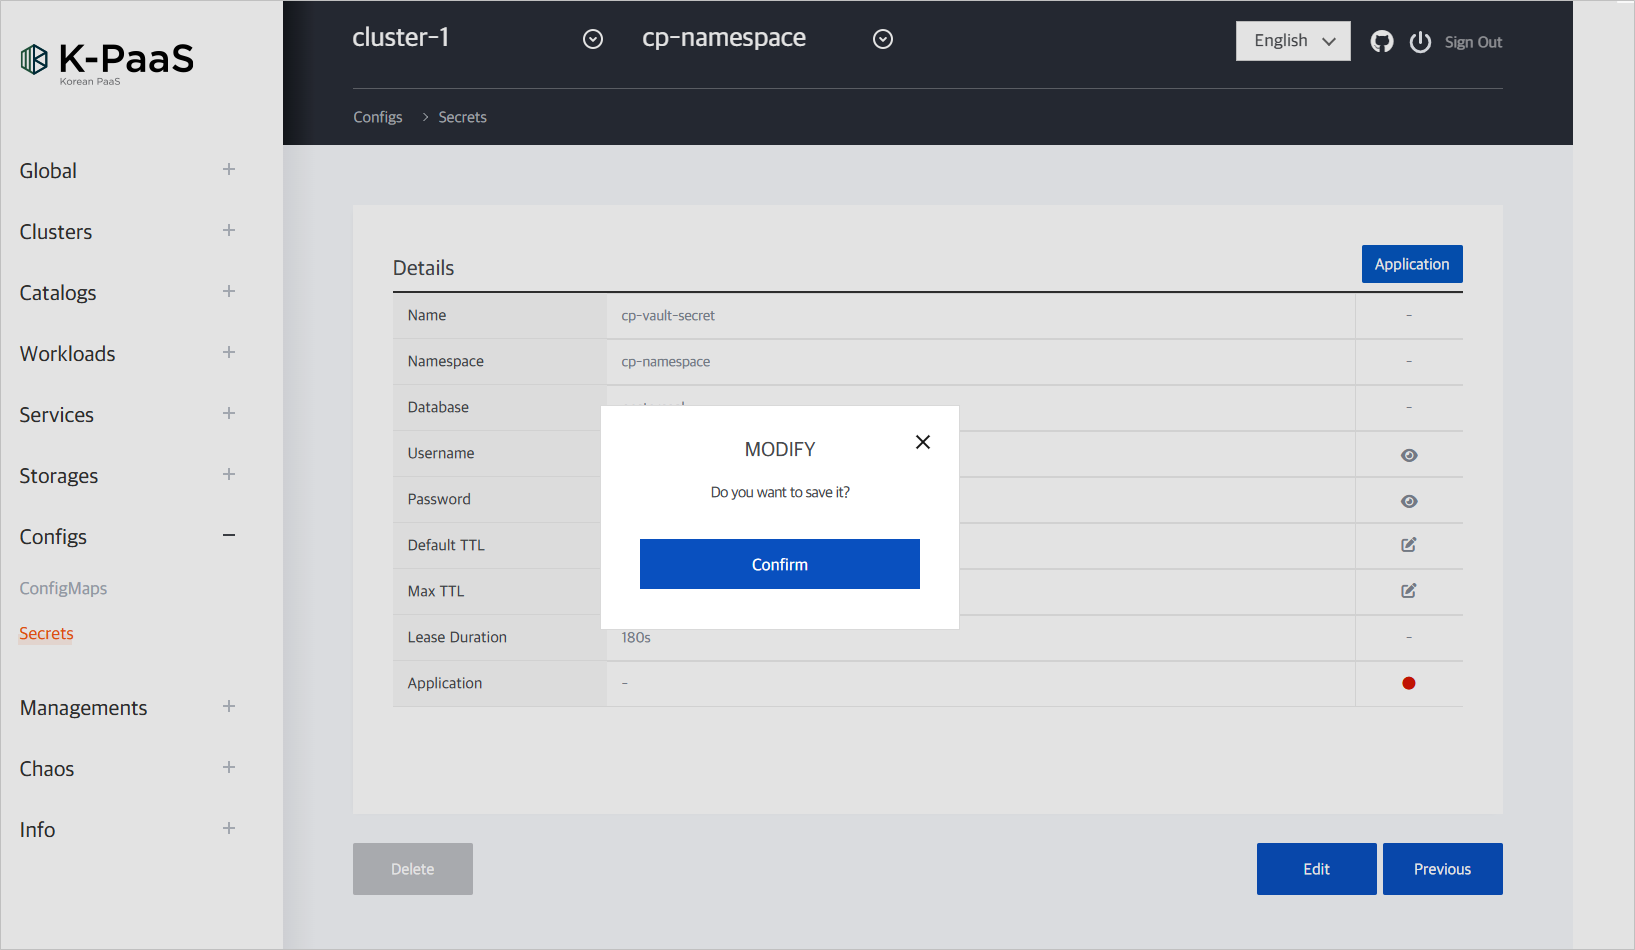 K-PaaS
Korean PaaS
cluster-1
cp-namespace
English
Sign Out
Configs > Secrets
Global +
Clusters +
Catalogs +
Workloads +
Services +
Storages +
Configs −
ConfigMaps
Secrets
Managements +
Chaos +
Info +
Details
Application
Name cp-vault-secret -
Namespace cp-namespace -
Database -
Username
Password
Default TTL
Max TTL
Lease Duration 180s -
Application -
MODIFY
Do you want to save it?
Confirm
Delete
Edit
Previous